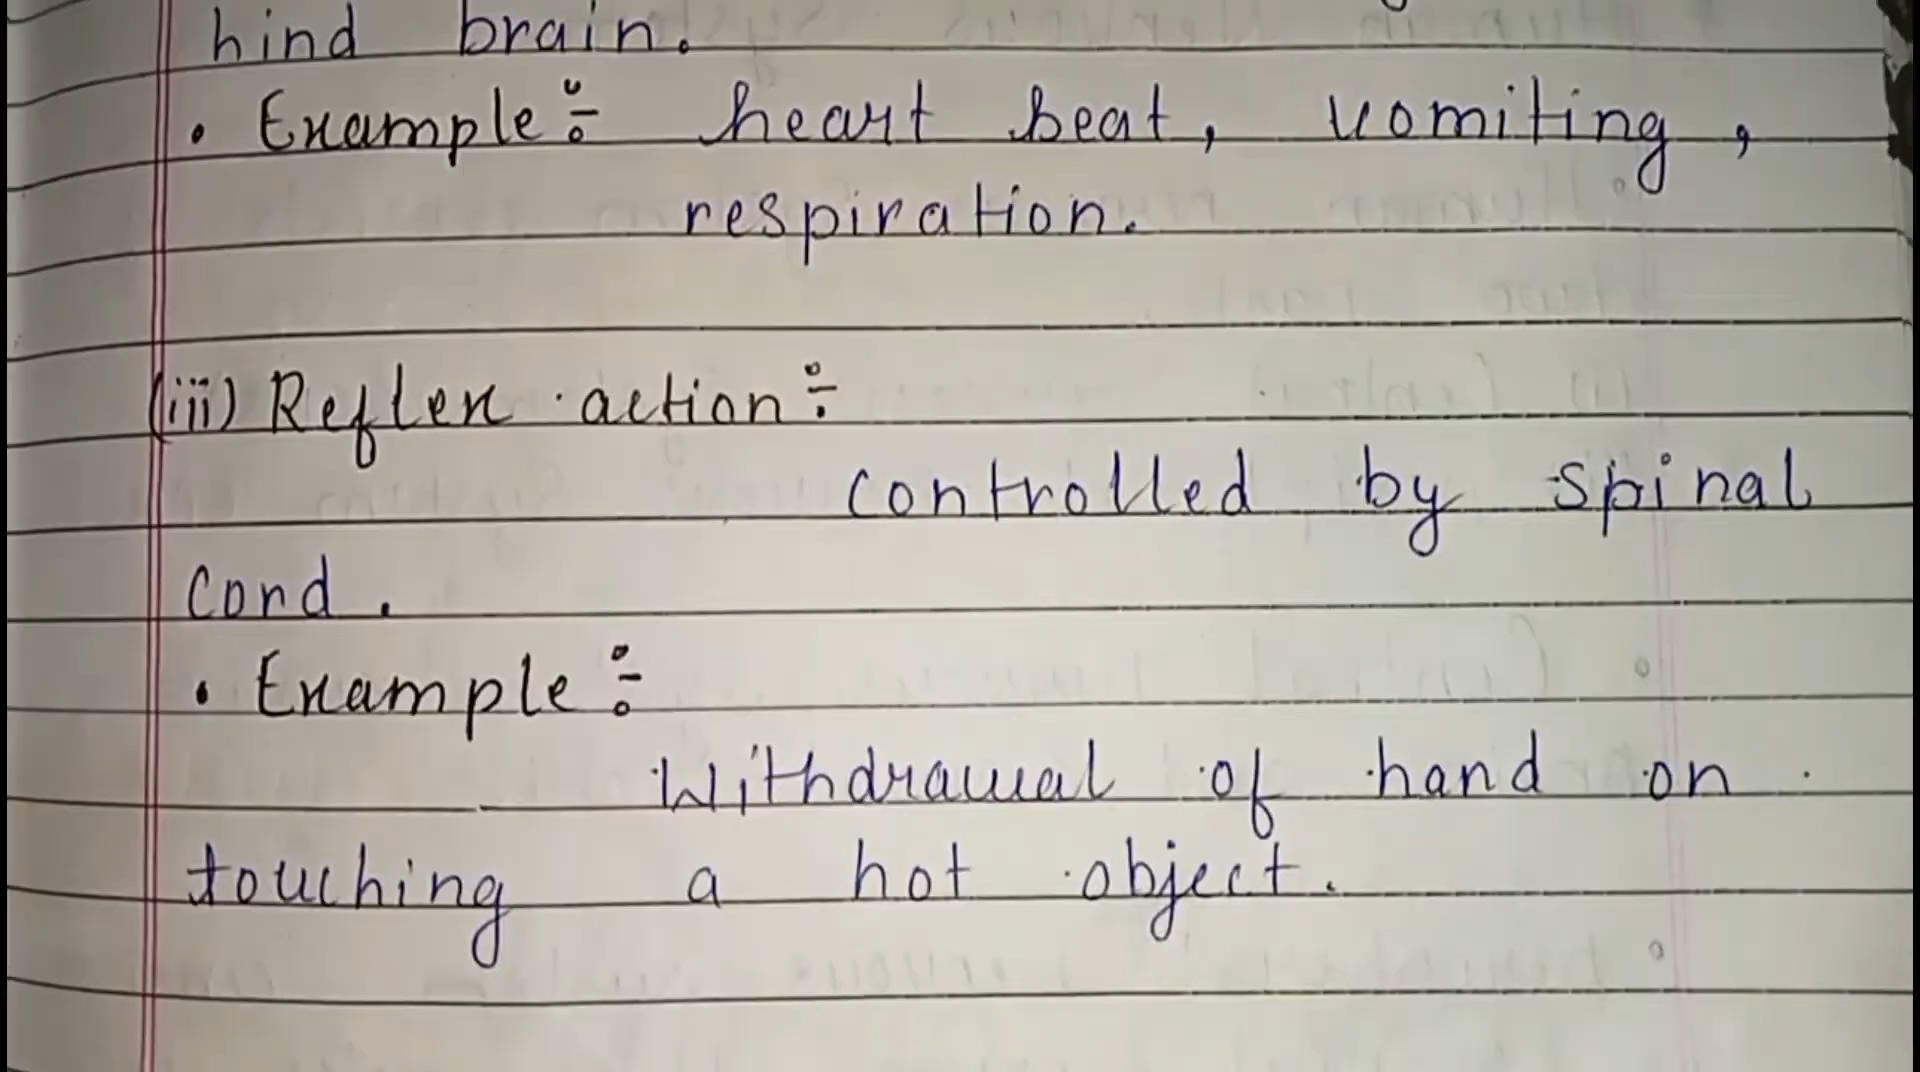 hind brain.
• Example ÷ heart beat, vomiting,
respiration.
(iii) Reflex action ÷
controlled by spinal
cord.
• Example ÷
Withdrawal of hand on
touching a hot object.